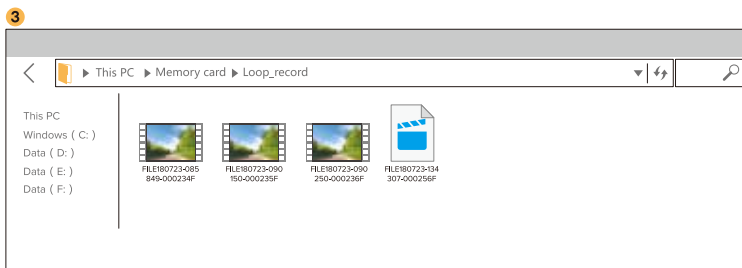 3
This PC Memory card Loop_record
This PC
Windows ( C: )
Data ( D: )
Data ( E: )
Data ( F: )
FILE180723-085
849-000234F
FILE180723-090
150-000235F
FILE180723-090
250-000236F
FILE180723-134
307-000256F